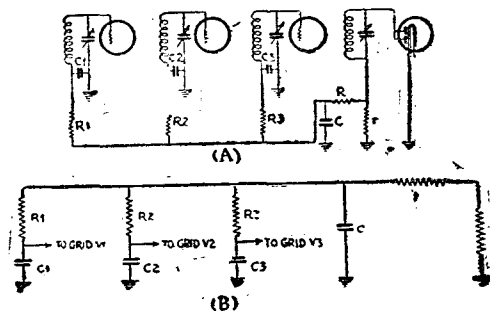 C1
C2
C3
R
R1
R2
R3
C
r
(A)
R1
R2
C
TO GRID V1
TO GRID V2
TO GRID V3
C1
C2
C3
(B)